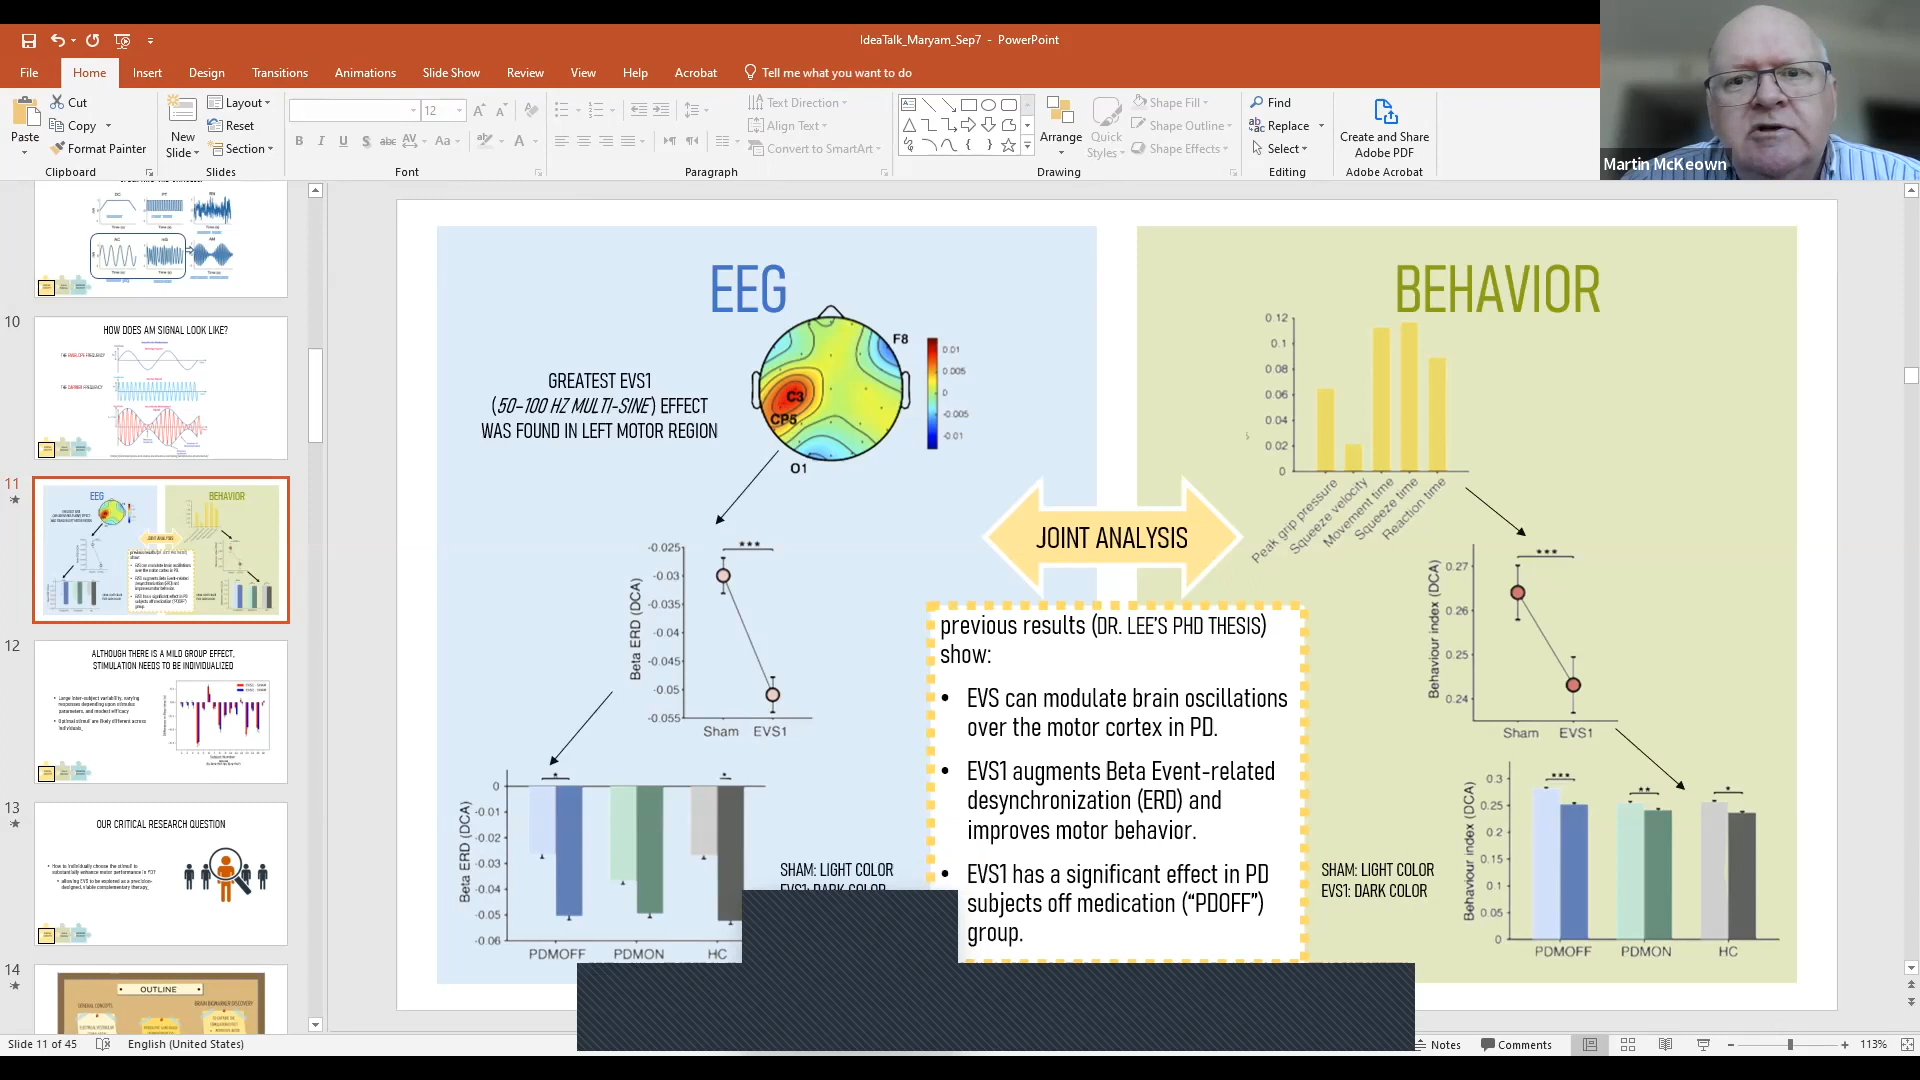 IdeaTalk_Maryam_Sep7 - PowerPoint
File Home Insert Design Transitions Animations Slide Show Review View Help Acrobat Tell me what you want to do
Paste
Cut
Copy
Format Painter
Clipboard
New Slide
Layout
Reset
Section
Slides
12
Font
Text Direction
Align Text
Convert to SmartArt
Paragraph
Arrange
Quick Styles
Shape Fill
Shape Outline
Shape Effects
Drawing
Find
Replace
Select
Editing
Create and Share
Adobe PDF
Adobe Acrobat
Martin McKeown
10
HOW DOES AM SIGNAL LOOK LIKE?
THE ENVELOPE FREQUENCY
THE CARRIER FREQUENCY
11
EEG
BEHAVIOR
JOINT ANALYSIS
12
ALTHOUGH THERE IS A MILD GROUP EFFECT,
STIMULATION NEEDS TO BE INDIVIDUALIZED
Large inter-subject variability, varying
responses depending upon stimulus
parameters, and modest efficacy
Optimal stimuli are likely different across
individuals.
13
OUR CRITICAL RESEARCH QUESTION
How to individually choose the stimuli to
substantially enhance motor performance in PD?
allowing EVS to be explored as a precision-
designed, viable complementary therapy.
14
OUTLINE
GENERAL CONCEPTS
BRAIN BIOMARKER DISCOVERY
EEG
GREATEST EVS1
(50-100 HZ MULTI-SINE) EFFECT
WAS FOUND IN LEFT MOTOR REGION
F8
C3
CP5
O1
0.01
0.005
0
-0.005
-0.01
Beta ERD (DCA)
-0.025
-0.03
-0.035
-0.04
-0.045
-0.05
-0.055
***
Sham EVS1
Beta ERD (DCA)
0
-0.01
-0.02
-0.03
-0.04
-0.05
-0.06
* *
PDMOFF PDMON HC
SHAM: LIGHT COLOR
EVS1: DARK COLOR
JOINT ANALYSIS
previous results (DR. LEE'S PHD THESIS)
show:
• EVS can modulate brain oscillations
over the motor cortex in PD.
• EVS1 augments Beta Event-related
desynchronization (ERD) and
improves motor behavior.
• EVS1 has a significant effect in PD
subjects off medication (“PDOFF”)
group.
BEHAVIOR
0.12
0.1
0.08
0.06
0.04
0.02
0
Peak grip pressure
Squeeze velocity
Movement time
Squeeze time
Reaction time
Behaviour index (DCA)
0.27
0.26
0.25
0.24
***
Sham EVS1
Behaviour index (DCA)
0.3
0.25
0.2
0.15
0.1
0.05
0
*** ** *
PDMOFF PDMON HC
SHAM: LIGHT COLOR
EVS1: DARK COLOR
Slide 11 of 45
English (United States)
Notes
Comments
113%